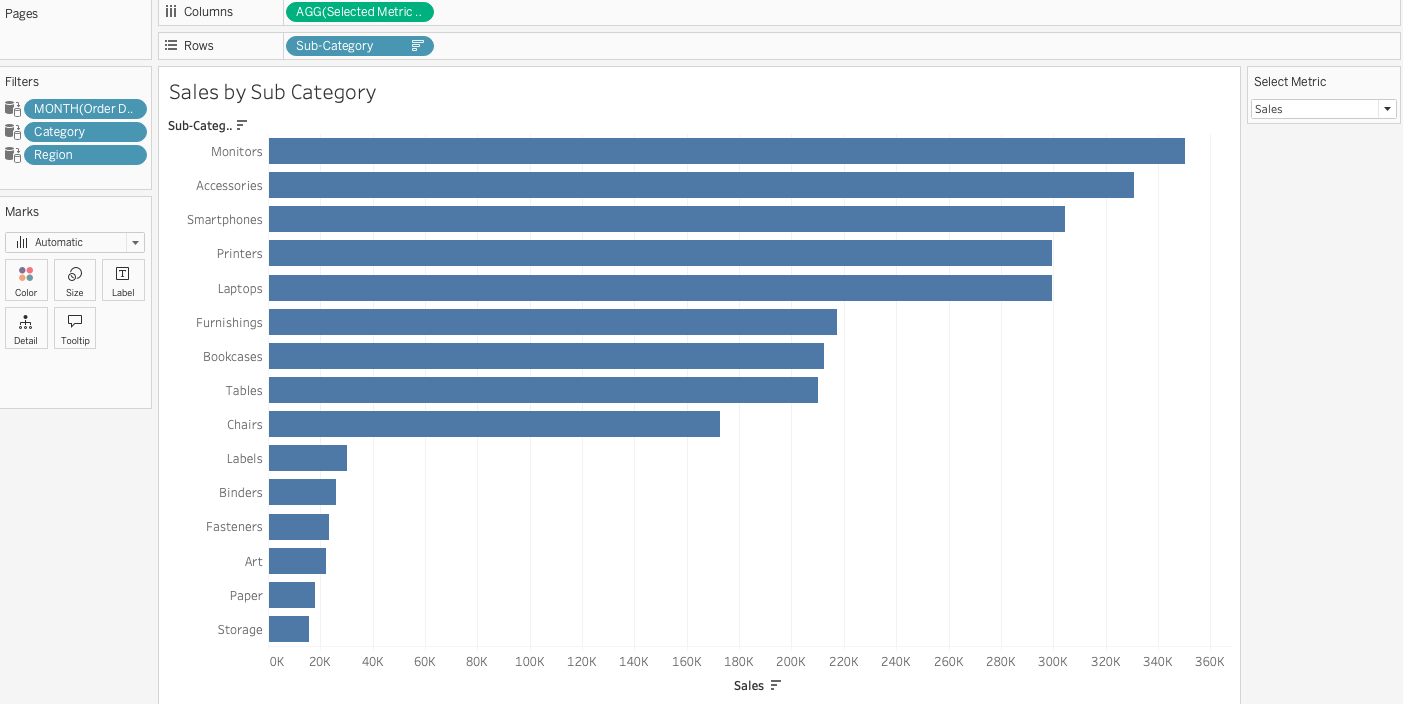 Pages
Columns
AGG(Selected Metric ..
Rows
Sub-Category
Filters
MONTH(Order D..
Category
Region
Marks
Automatic
Color Size Label
Detail Tooltip
Sales by Sub Category
Sub-Categ..
Monitors
Accessories
Smartphones
Printers
Laptops
Furnishings
Bookcases
Tables
Chairs
Labels
Binders
Fasteners
Art
Paper
Storage
0K 20K 40K 60K 80K 100K 120K 140K 160K 180K 200K 220K 240K 260K 280K 300K 320K 340K 360K
Sales
Select Metric
Sales